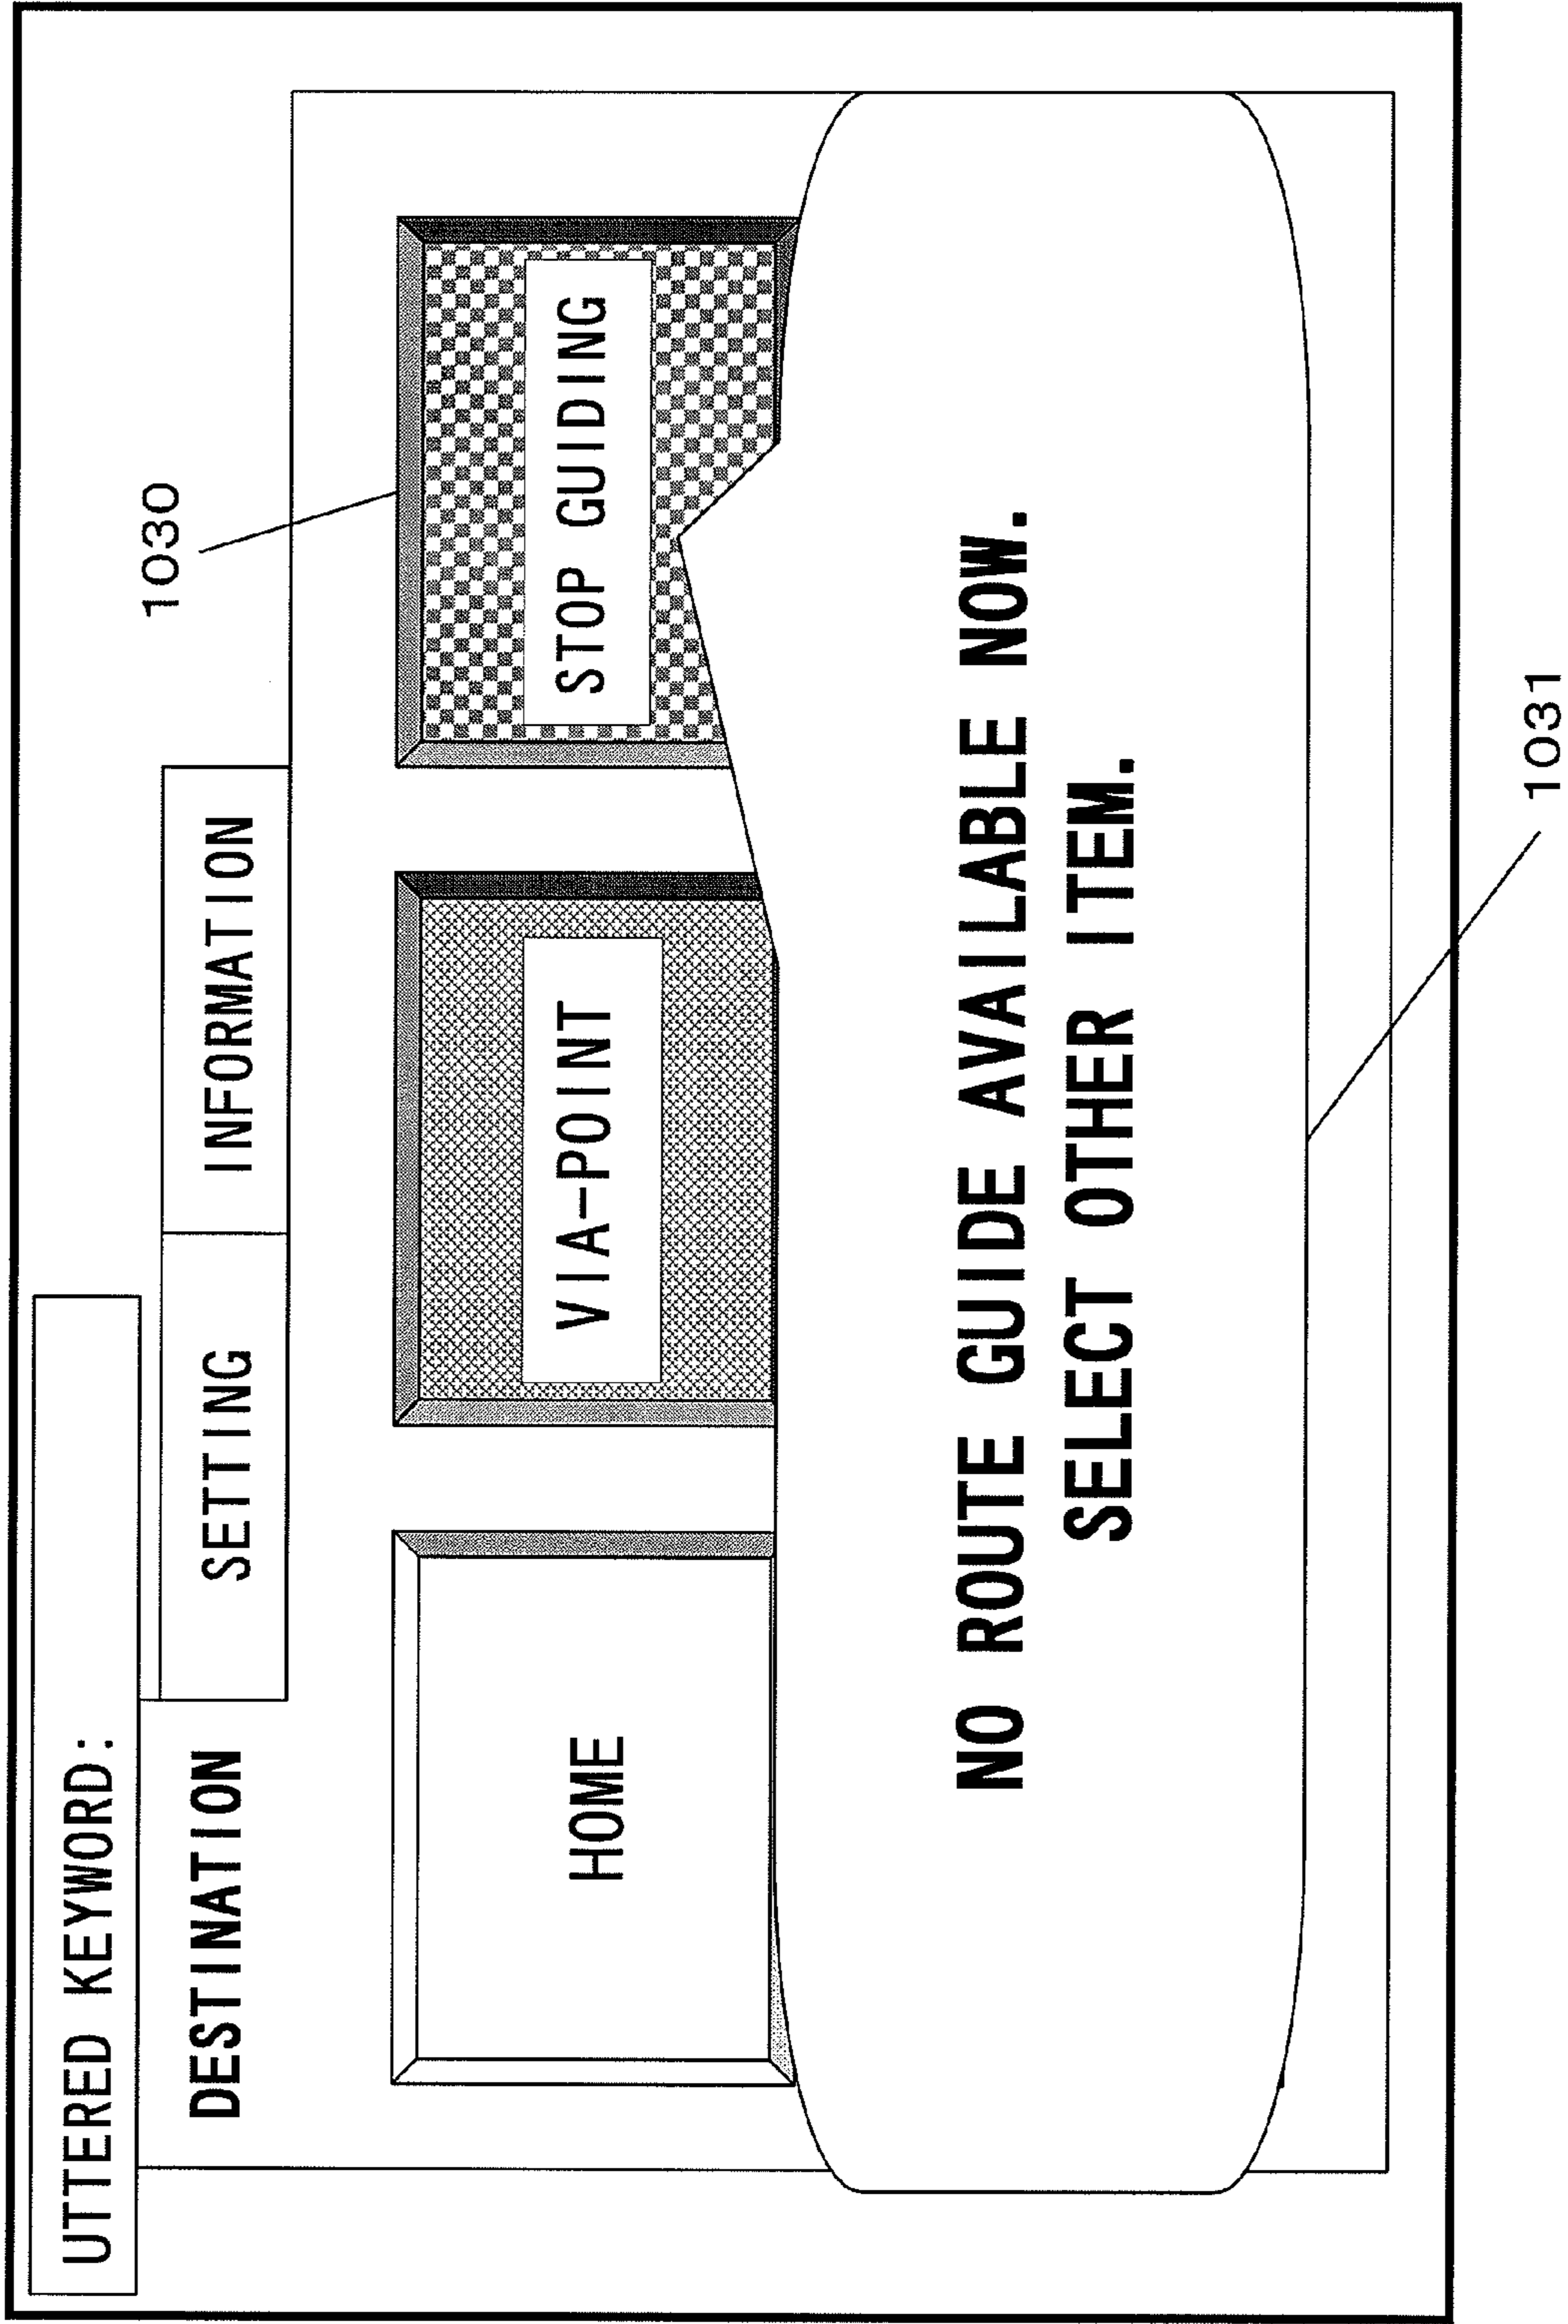 UTTERED KEYWORD:
DESTINATION
SETTING
INFORMATION
1030
HOME
VIA-POINT
STOP GUIDING
NO ROUTE GUIDE AVAILABLE NOW.
SELECT OTHER ITEM.
1031